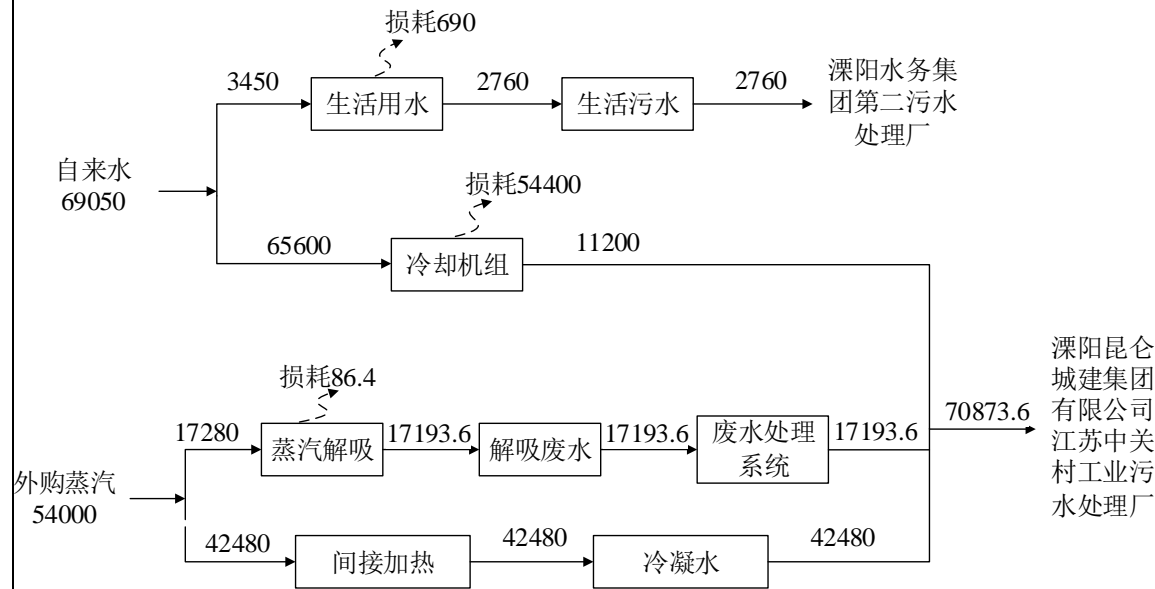 损耗690
3450
生活用水
2760
生活污水
2760
溧阳水务集
团第二污水
处理厂
自来水
69050
损耗54400
65600
冷却机组
11200
损耗86.4
17280
蒸汽解吸
17193.6
解吸废水
17193.6
废水处理
系统
17193.6
70873.6
溧阳昆仑
城建集团
有限公司
江苏中关
村工业污
水处理厂
外购蒸汽
54000
42480
间接加热
42480
冷凝水
42480